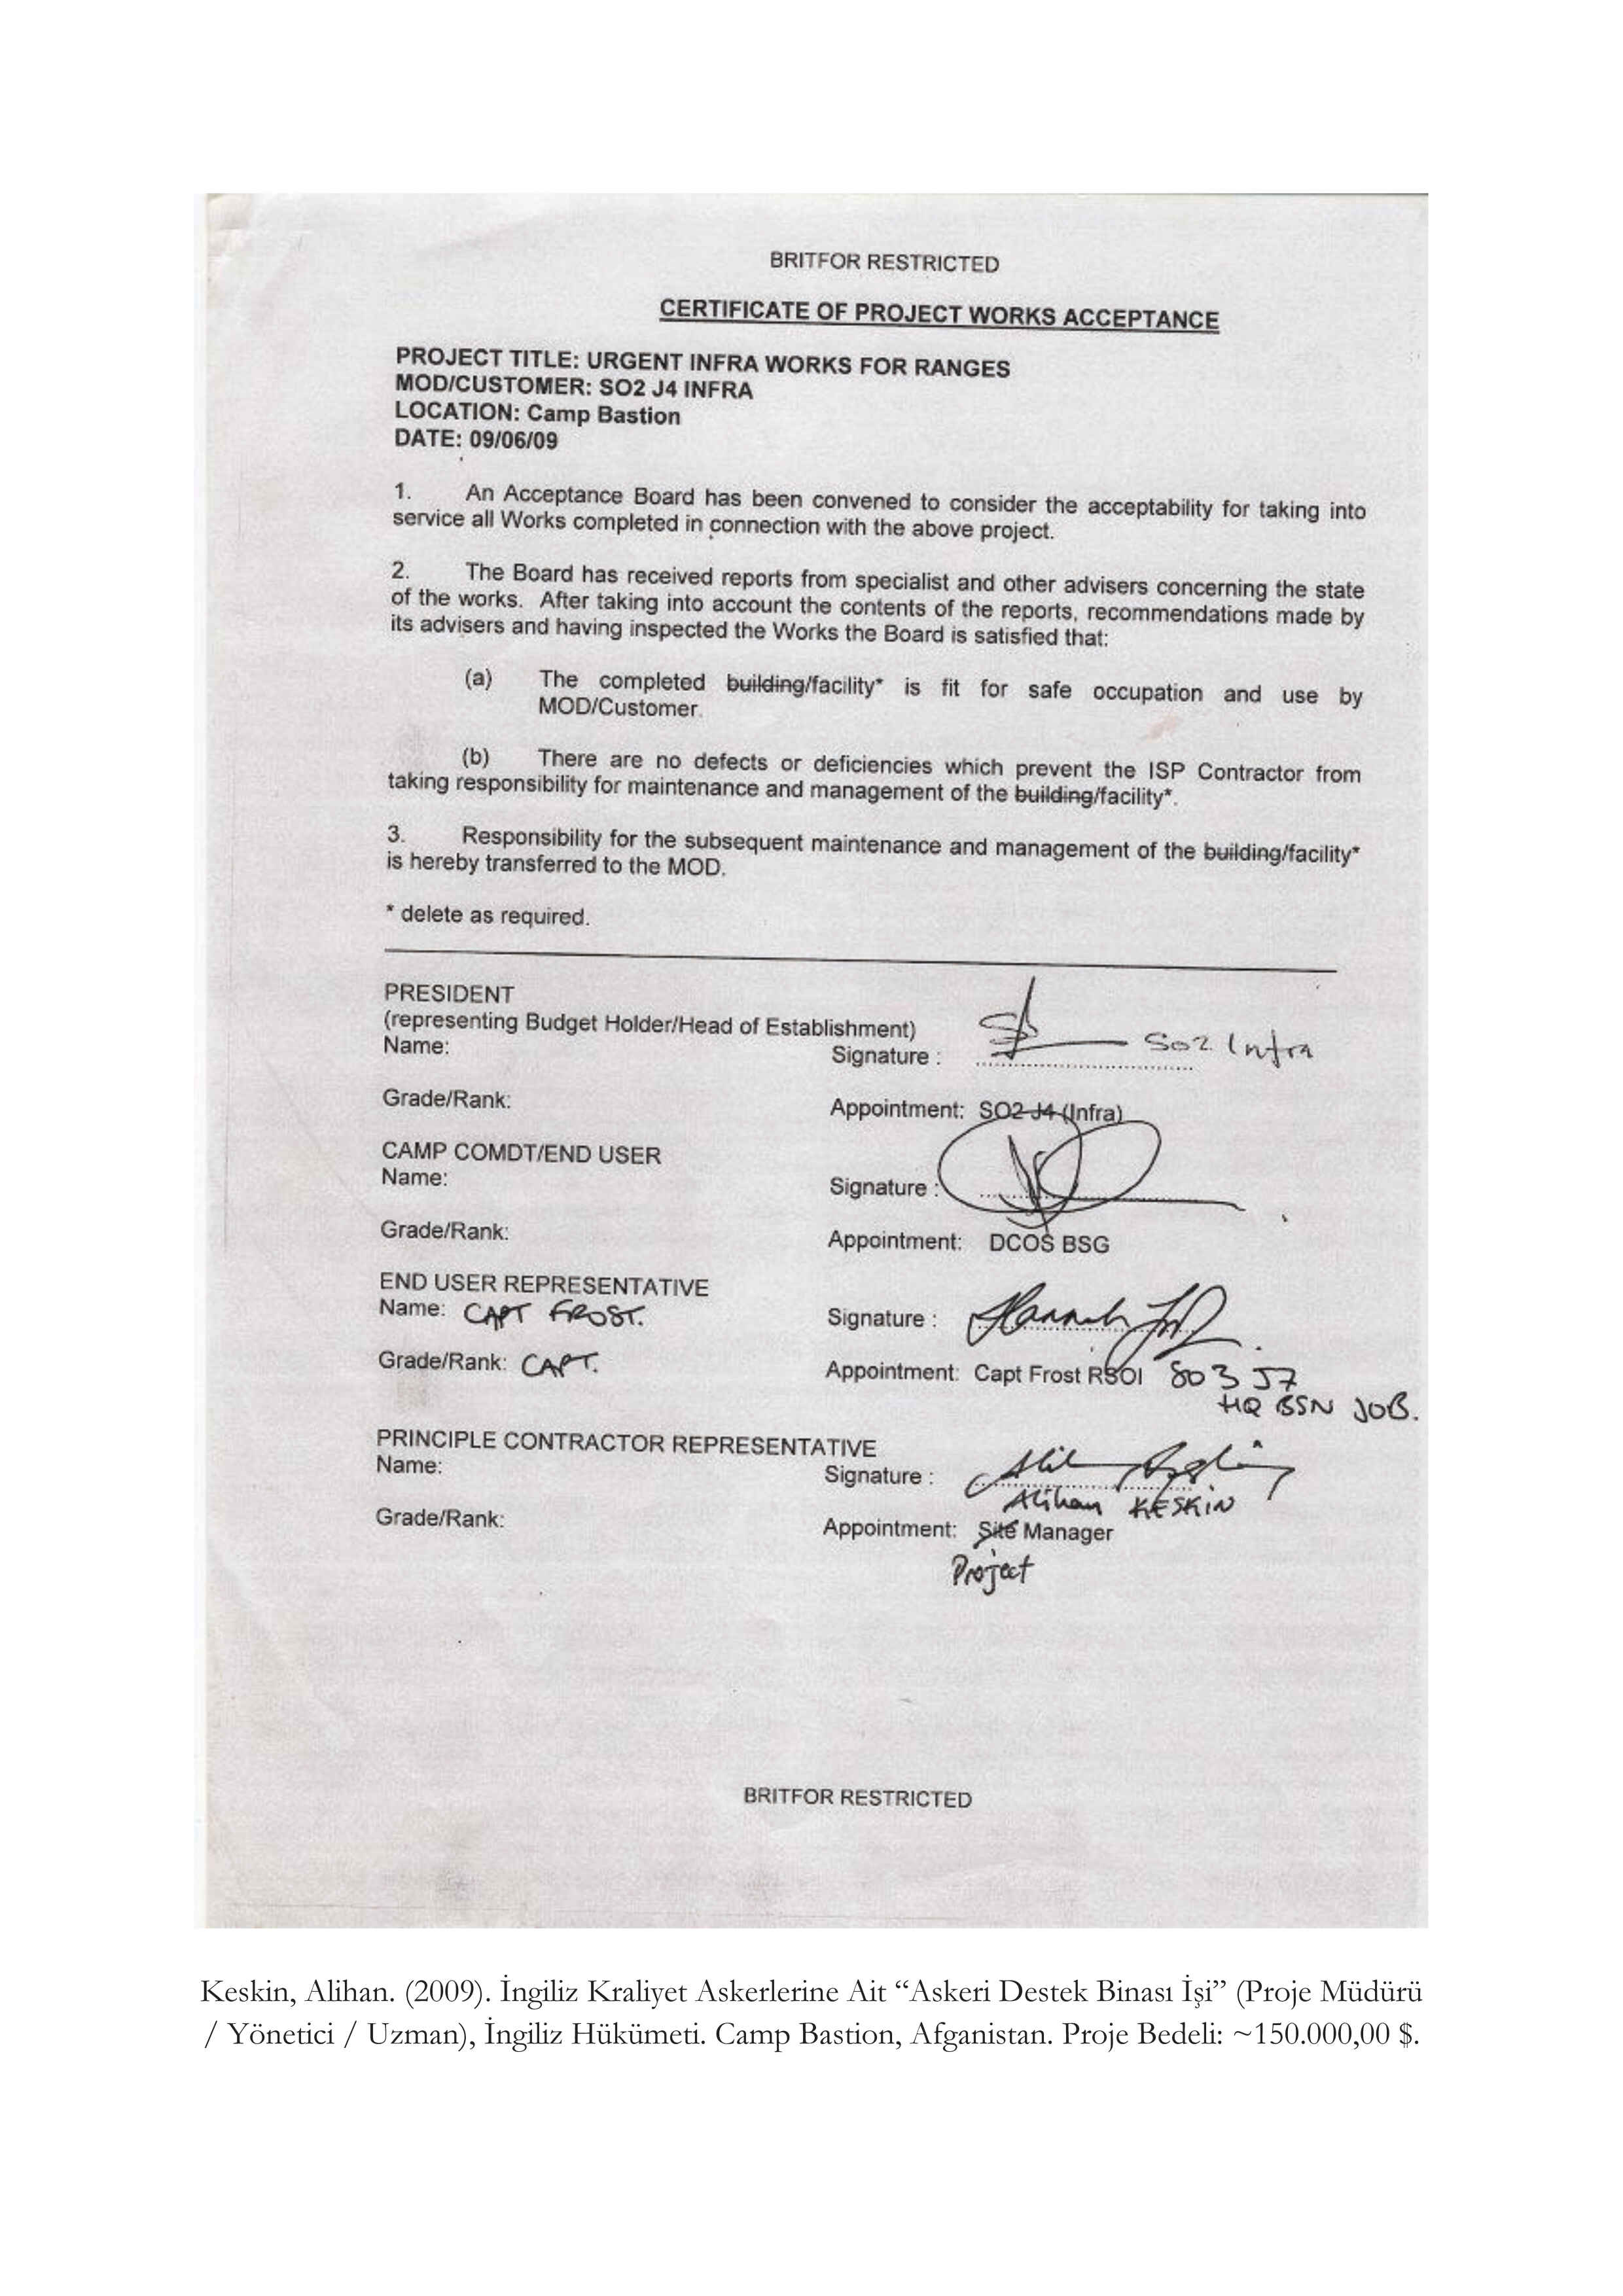 BRITFOR RESTRICTED
CERTIFICATE OF PROJECT WORKS ACCEPTANCE
PROJECT TITLE: URGENT INFRA WORKS FOR RANGES
MOD/CUSTOMER: SO2 J4 INFRA
LOCATION: Camp Bastion
DATE: 09/06/09
1. An Acceptance Board has been convened to consider the acceptability for taking into
service all Works completed in connection with the above project.
2. The Board has received reports from specialist and other advisers concerning the state
of the works. After taking into account the contents of the reports, recommendations made by
its advisers and having inspected the Works the Board is satisfied that:
(a) The completed building/facility* is fit for safe occupation and use by
MOD/Customer.
(b) There are no defects or deficiencies which prevent the ISP Contractor from
taking responsibility for maintenance and management of the building/facility*.
3. Responsibility for the subsequent maintenance and management of the building/facility*
is hereby transferred to the MOD.
* delete as required.
PRESIDENT
(representing Budget Holder/Head of Establishment)
Name:
Signature : SO2 Infra
Grade/Rank:
Appointment: SO2 J4 (Infra)
CAMP COMDT/END USER
Name:
Signature :
Grade/Rank:
Appointment: DCOS BSG
END USER REPRESENTATIVE
Name: CAPT FROST.
Signature :
Grade/Rank: CAPT.
Appointment: Capt Frost RSOI SO3 J7
HQ BSN JOB.
PRINCIPLE CONTRACTOR REPRESENTATIVE
Name:
Signature :
Alihan KESKIN
Grade/Rank:
Appointment: Site Manager
Project
BRITFOR RESTRICTED
Keskin, Alihan. (2009). İngiliz Kraliyet Askerlerine Ait “Askeri Destek Binası İşi” (Proje Müdürü
/ Yönetici / Uzman), İngiliz Hükümeti. Camp Bastion, Afganistan. Proje Bedeli: ~150.000,00 $.